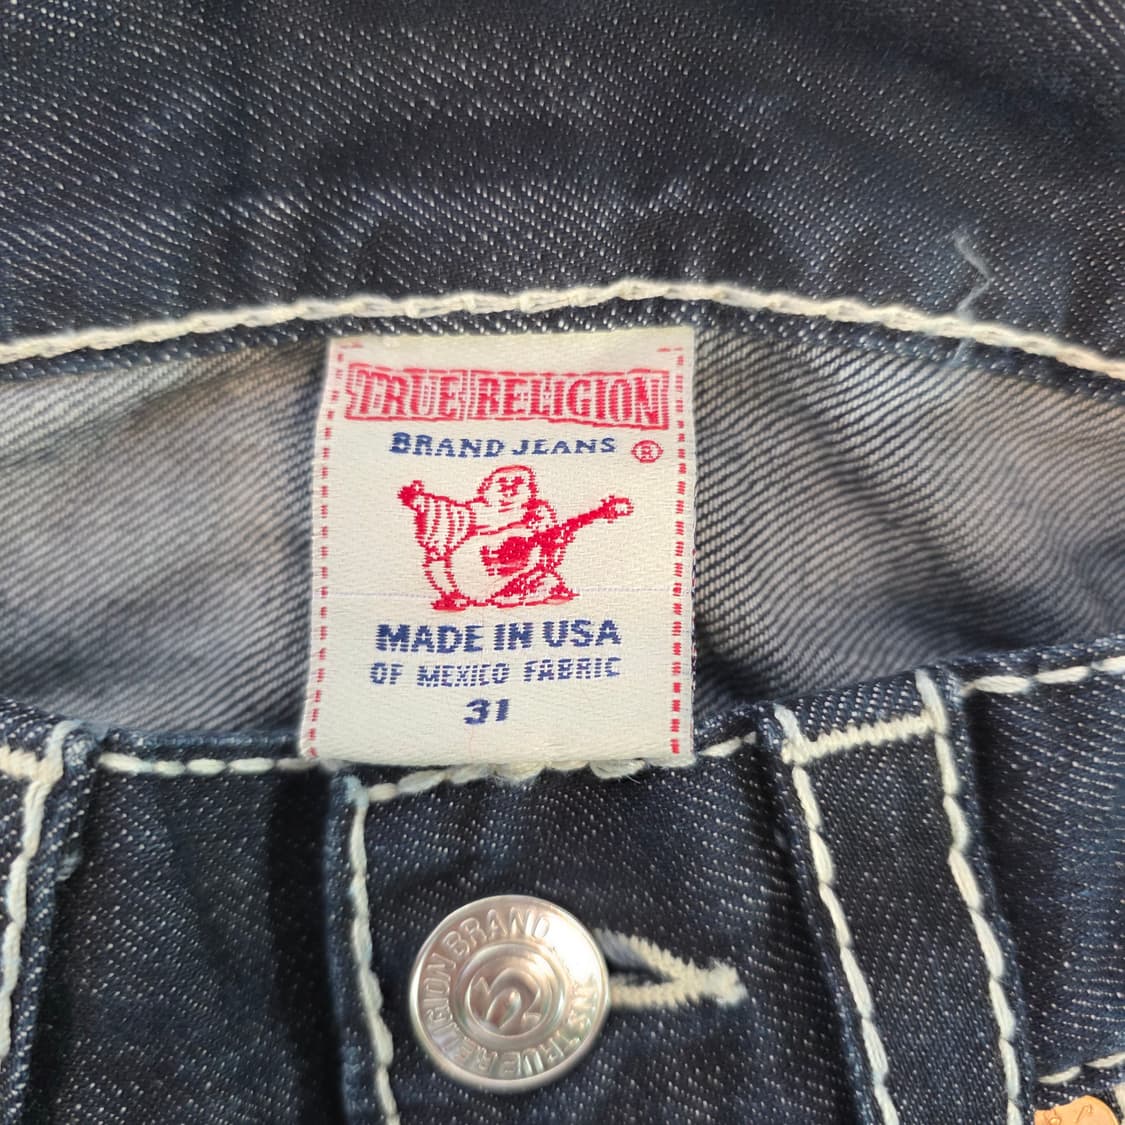 TRUE RELIGION
BRAND JEANS ®
MADE IN USA
OF MEXICO FABRIC
31
TRUE RELIGION BRAND